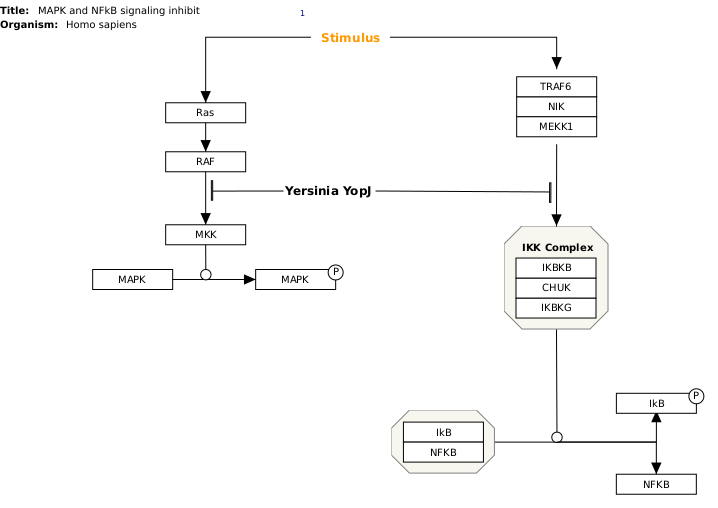 Title: MAPK and NFkB signaling inhibit
1
Organism: Homo sapiens
Stimulus
TRAF6
NIK
MEKK1
Ras
RAF
Yersinia YopJ
MKK
IKK Complex
IKBKB
CHUK
IKBKG
MAPK
MAPK
P
IkB
P
IkB
NFKB
NFKB